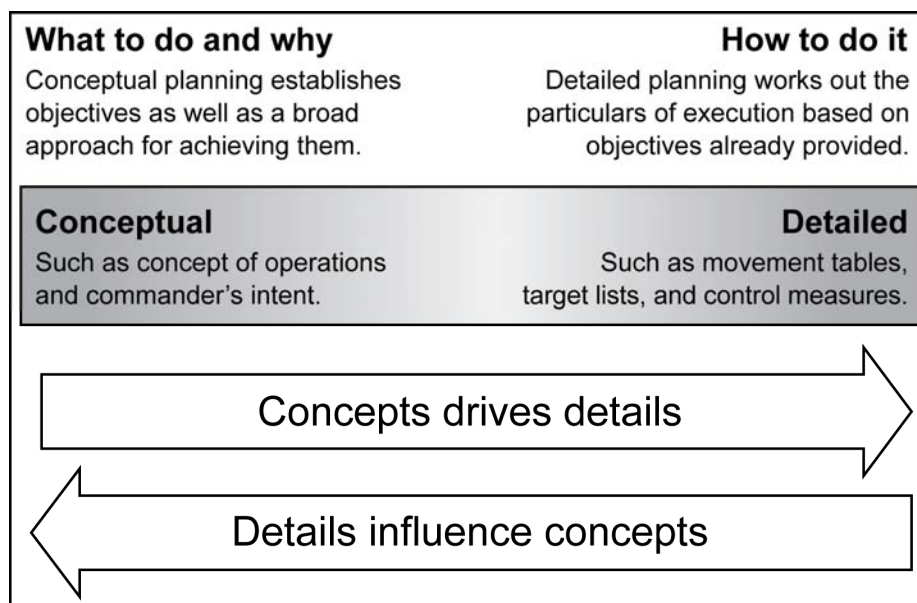 What to do and why
Conceptual planning establishes
objectives as well as a broad
approach for achieving them.
How to do it
Detailed planning works out the
particulars of execution based on
objectives already provided.
Conceptual
Such as concept of operations
and commander’s intent.
Detailed
Such as movement tables,
target lists, and control measures.
Concepts drives details
Details influence concepts